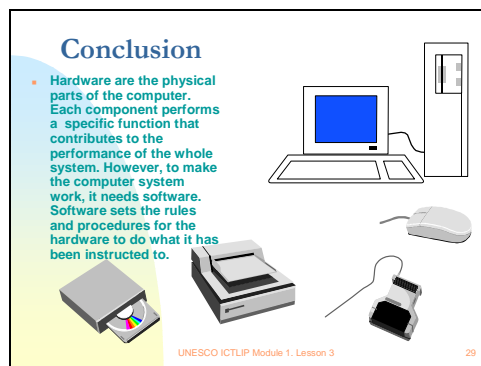 Conclusion
Hardware are the physical
parts of the computer.
Each component performs
a specific function that
contributes to the
performance of the whole
system. However, to make
the computer system
work, it needs software.
Software sets the rules
and procedures for the
hardware to do what it has
been instructed to.
UNESCO ICTLIP Module 1. Lesson 3
29